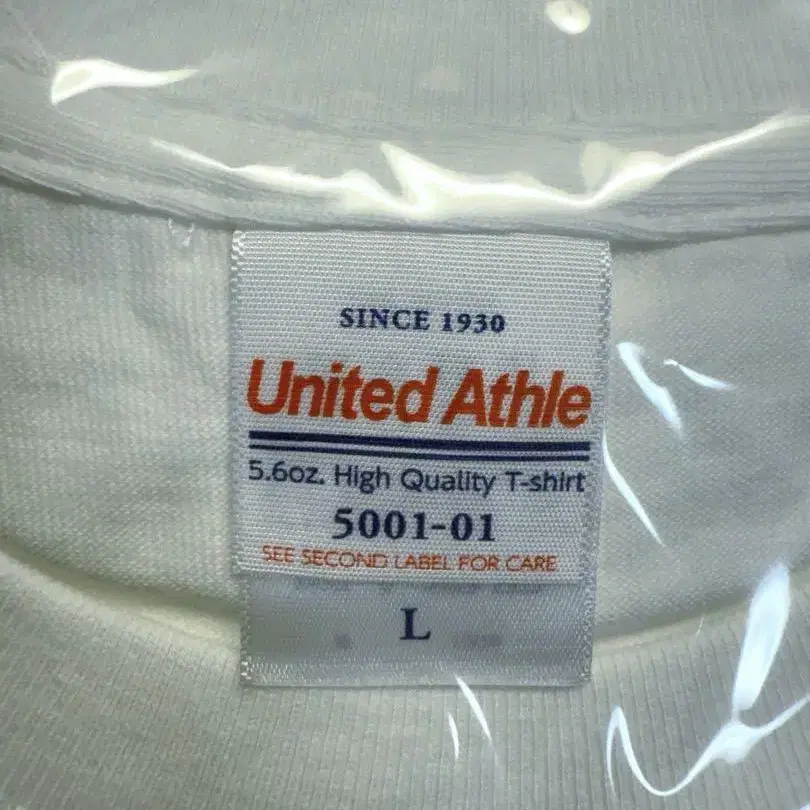 SINCE 1930
United Athle
5.6oz. High Quality T-shirt
5001-01
SEE SECOND LABEL FOR CARE
L